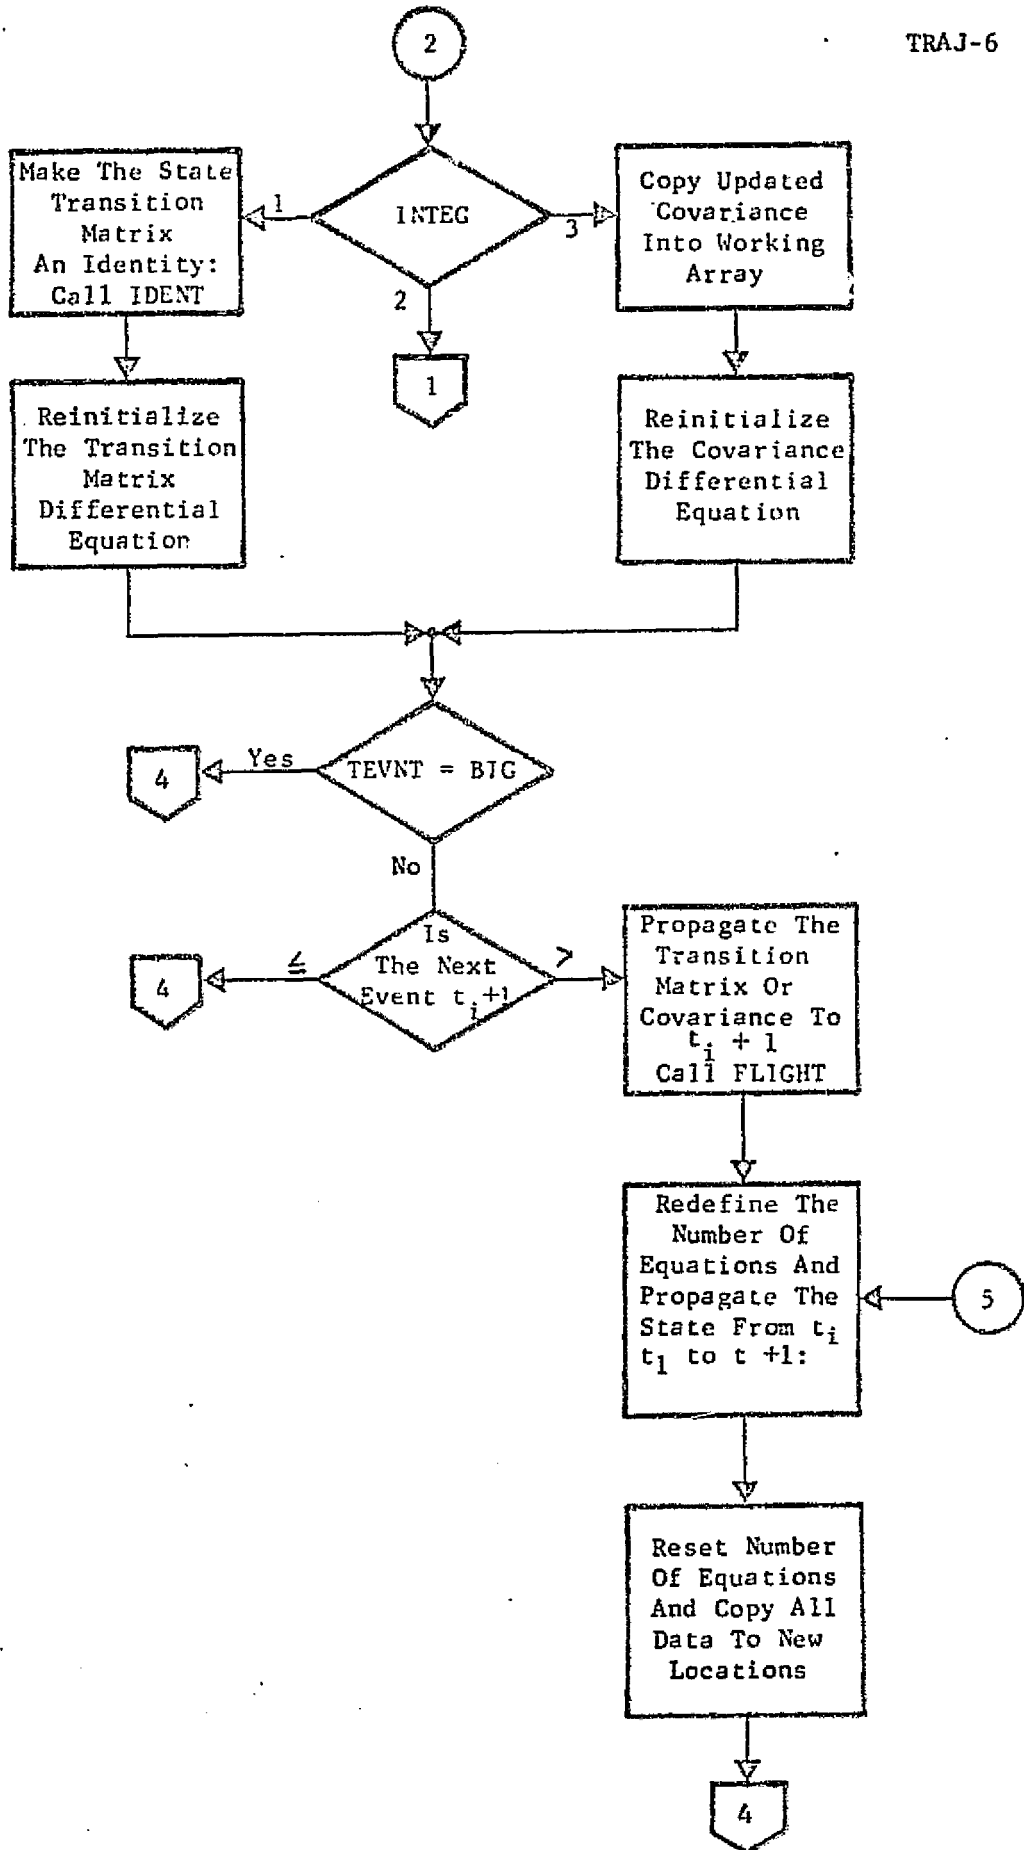 TRAJ-6
2
Make The State
Transition
Matrix
An Identity:
Call IDENT
1
INTEG
3
Copy Updated
Covariance
Into Working
Array
2
1
Reinitialize
The Transition
Matrix
Differential
Equation
Reinitialize
The Covariance
Differential
Equation
4
Yes
TEVNT = BIG
No
4
≤
Is
The Next
Event t_i+1
>
Propagate The
Transition
Matrix Or
Covariance To
t_i + 1
Call FLIGHT
Redefine The
Number Of
Equations And
Propagate The
State From t_i
t_1 to t +1:
5
Reset Number
Of Equations
And Copy All
Data To New
Locations
4